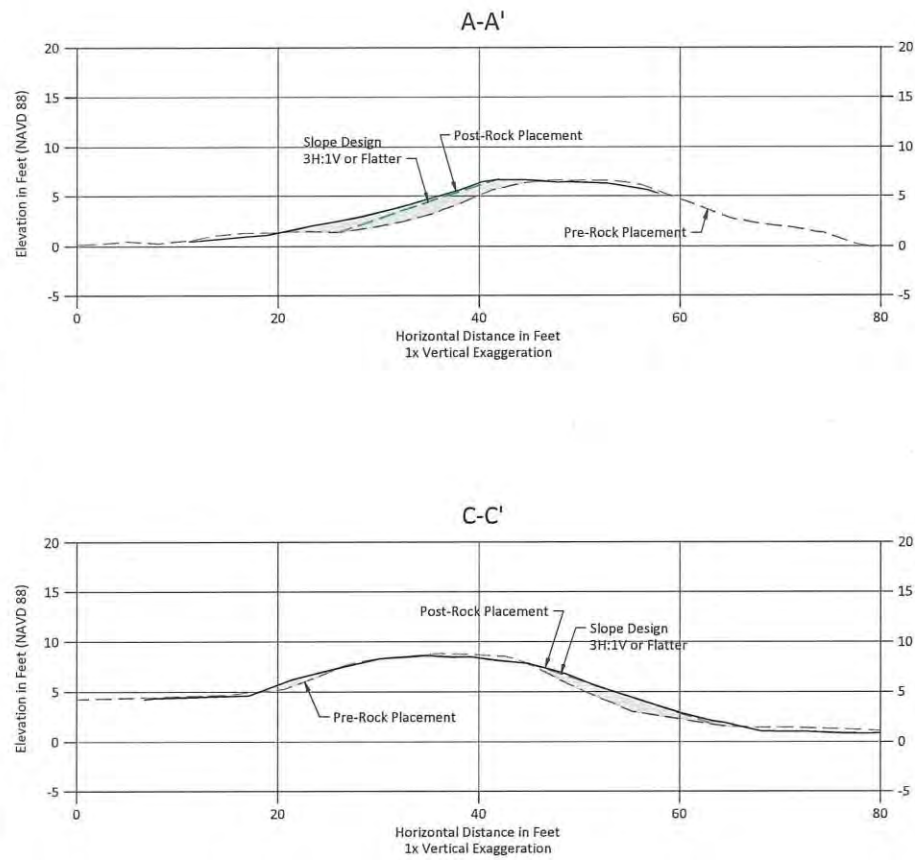 A-A'
20
20
15
15
10
10
5
5
0
0
-5
-5
Elevation in Feet (NAVD 88)
Slope Design
3H:1V or Flatter
Post-Rock Placement
Pre-Rock Placement
0
20
40
60
80
Horizontal Distance in Feet
1x Vertical Exaggeration
C-C'
20
20
15
15
10
10
5
5
0
0
-5
-5
Elevation in Feet (NAVD 88)
Post-Rock Placement
Slope Design
3H:1V or Flatter
Pre-Rock Placement
0
20
40
60
80
Horizontal Distance in Feet
1x Vertical Exaggeration